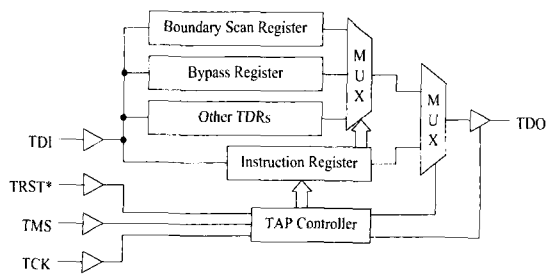 Boundary Scan Register
Bypass Register
Other TDRs
MUX
MUX
TDO
TDI
Instruction Register
TRST*
TMS
TAP Controller
TCK